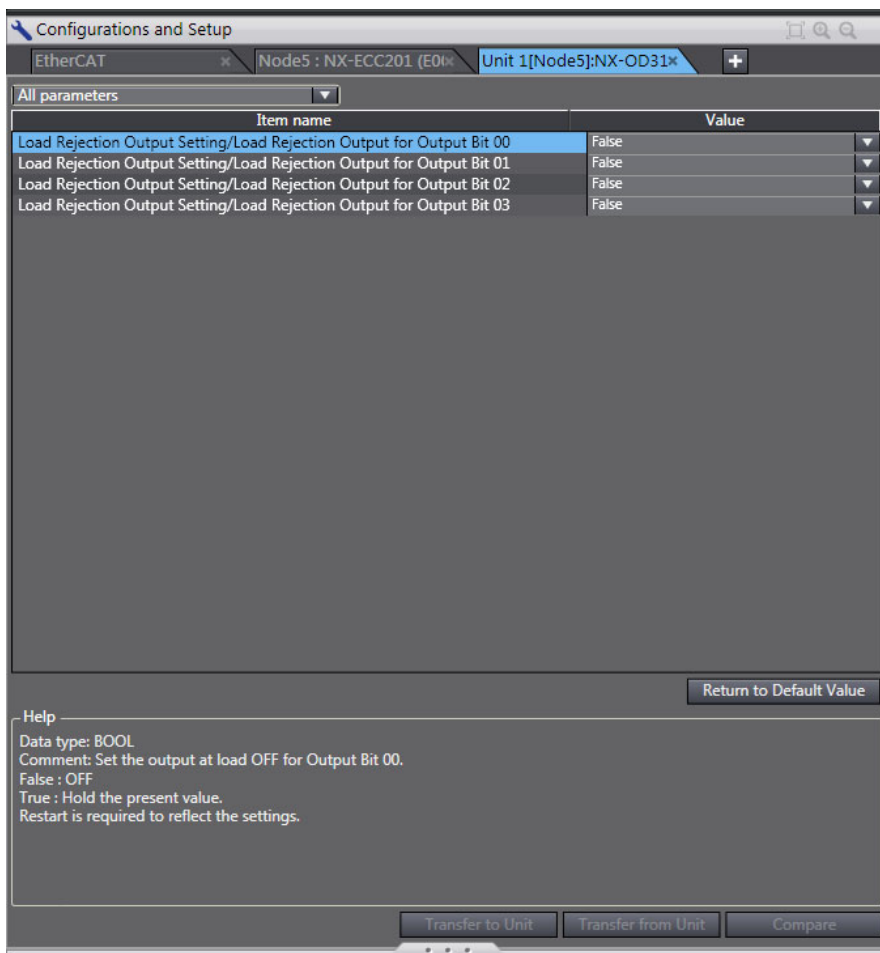 Configurations and Setup
EtherCAT
Node5 : NX-ECC201 (E0
Unit 1[Node5]:NX-OD31
All parameters
Item name Value
Load Rejection Output Setting/Load Rejection Output for Output Bit 00 False
Load Rejection Output Setting/Load Rejection Output for Output Bit 01 False
Load Rejection Output Setting/Load Rejection Output for Output Bit 02 False
Load Rejection Output Setting/Load Rejection Output for Output Bit 03 False
Return to Default Value
Help
Data type: BOOL
Comment: Set the output at load OFF for Output Bit 00.
False : OFF
True : Hold the present value.
Restart is required to reflect the settings.
Transfer to Unit Transfer from Unit Compare